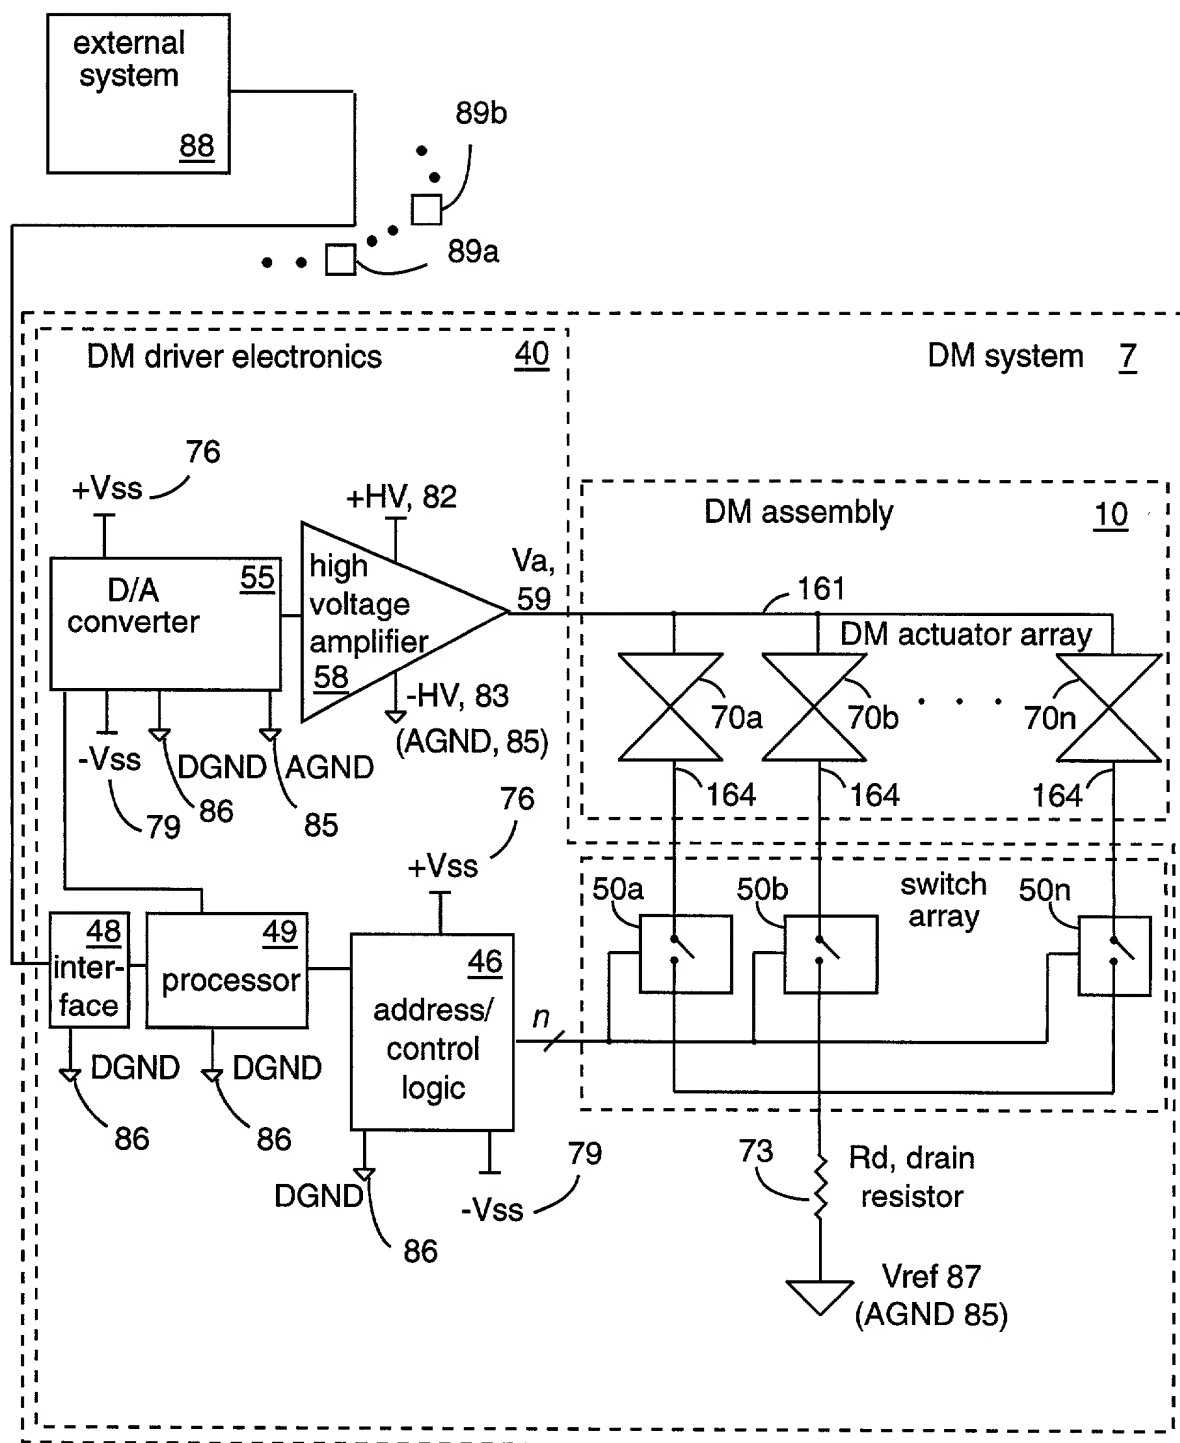 external
system
88
89b
89a
DM driver electronics
40
DM system
7
76
+Vss
+HV, 82
DM assembly
10
55
D/A
converter
high
voltage
amplifier
58
Va,
59
161
DM actuator array
70a
70b
70n
-HV, 83
(AGND, 85)
-Vss
DGND
AGND
79
86
85
164
164
164
76
+Vss
50a
50b
switch
array
50n
48
inter-
face
49
processor
46
address/
control
logic
n
DGND
DGND
86
86
DGND
86
-Vss
79
73
Rd, drain
resistor
Vref 87
(AGND 85)